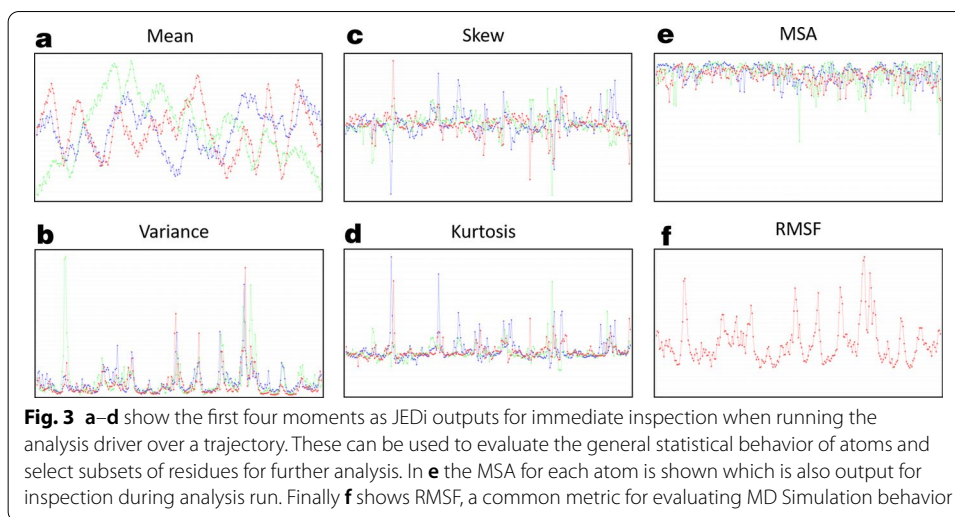 a Mean
c Skew
e MSA
b Variance
d Kurtosis
f RMSF
Fig. 3 a–d show the first four moments as JEDi outputs for immediate inspection when running the
analysis driver over a trajectory. These can be used to evaluate the general statistical behavior of atoms and
select subsets of residues for further analysis. In e the MSA for each atom is shown which is also output for
inspection during analysis run. Finally f shows RMSF, a common metric for evaluating MD Simulation behavior